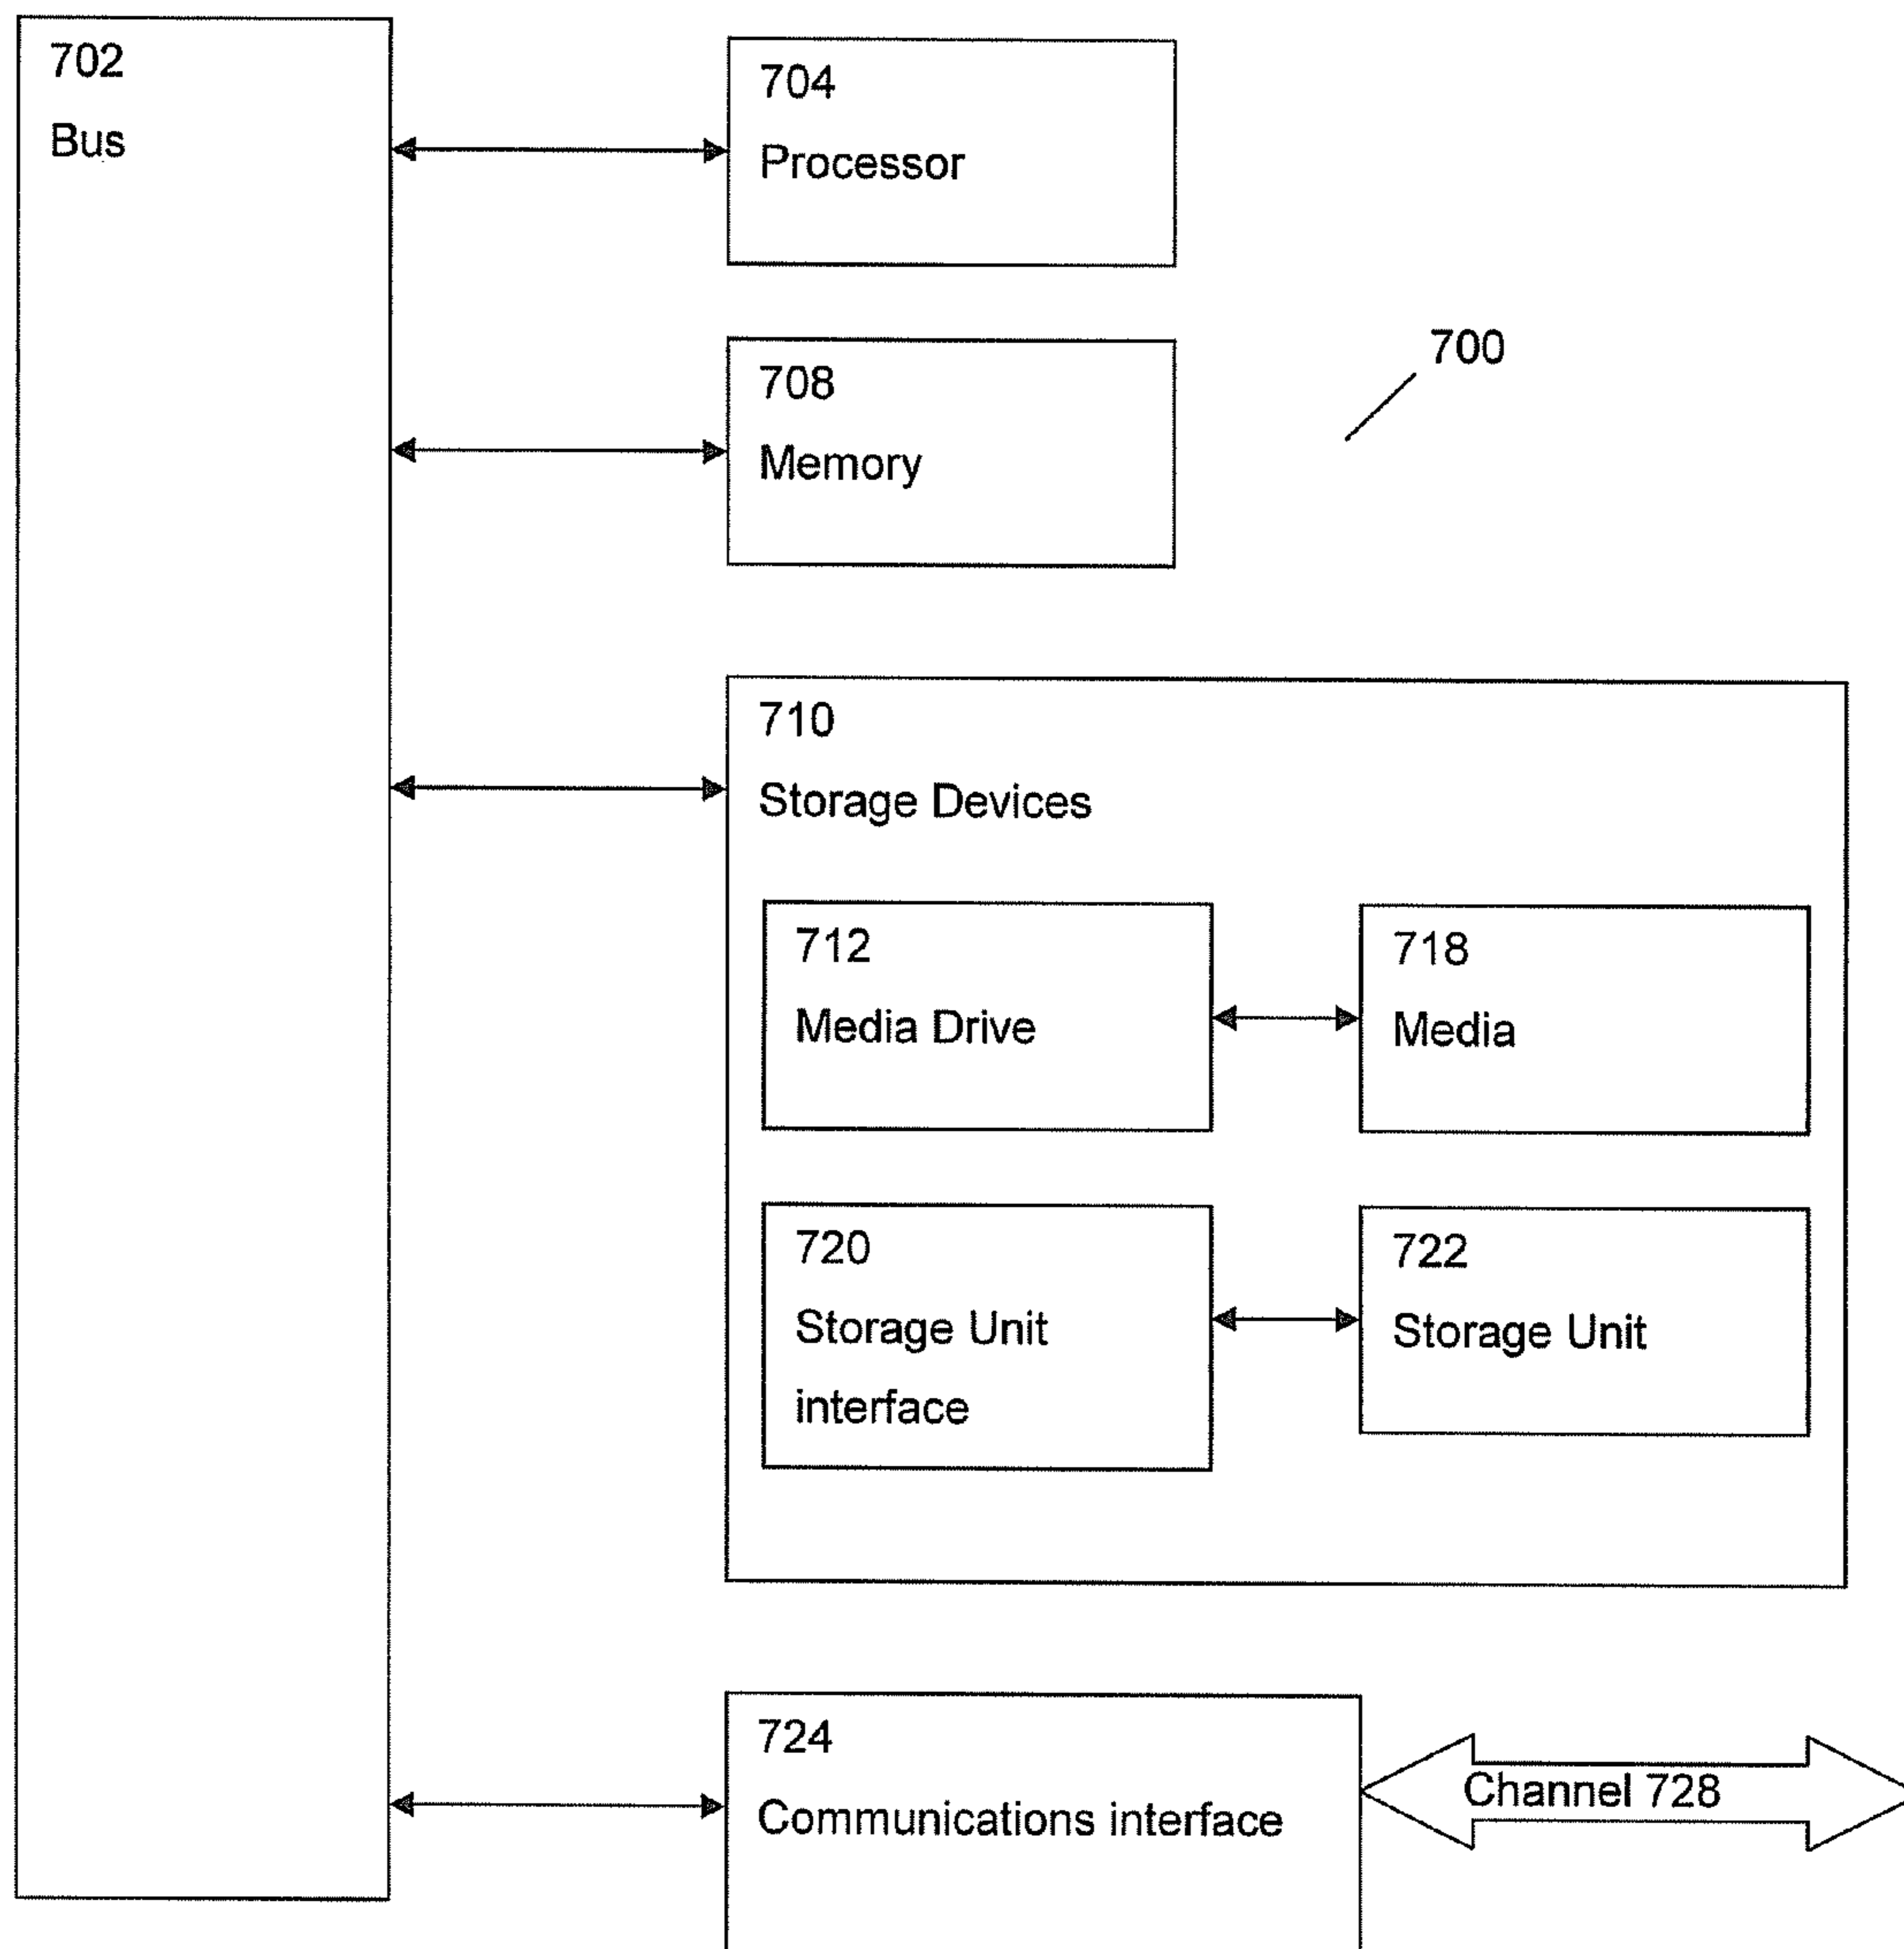 702
Bus
704
Processor
700
708
Memory
710
Storage Devices
712
Media Drive
718
Media
720
Storage Unit
interface
722
Storage Unit
724
Communications interface
Channel 728